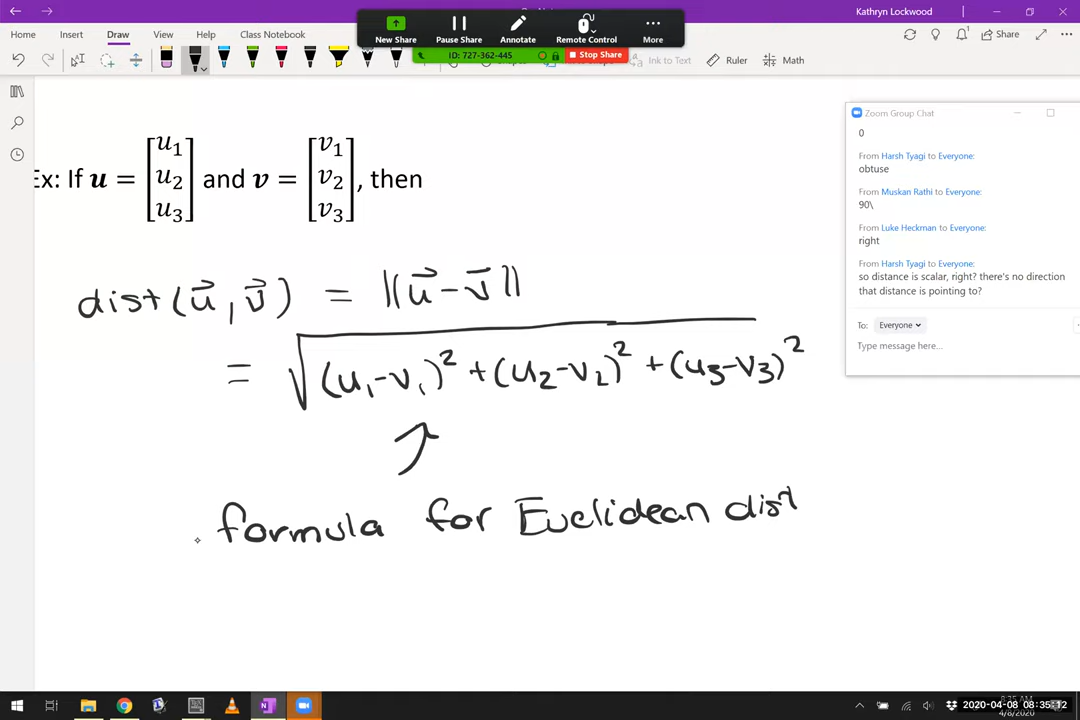 Kathryn Lockwood
Home Insert Draw View Help Class Notebook
New Share Pause Share Annotate Remote Control More
ID: 727-362-445 Stop Share
Share
Ink to Text Ruler Math
Ex: If u = [u1 u2 u3] and v = [v1 v2 v3], then
dist(u⃗, v⃗) = ||u⃗ - v⃗||
= √(u1-v1)² + (u2-v2)² + (u3-v3)²
formula for Euclidean dist
Zoom Group Chat
0
From Harsh Tyagi to Everyone:
obtuse
From Muskan Rathi to Everyone:
90\
From Luke Heckman to Everyone:
right
From Harsh Tyagi to Everyone:
so distance is scalar, right? there's no direction
that distance is pointing to?
To: Everyone
Type message here...
2020-04-08 08:35:12
4/8/2020